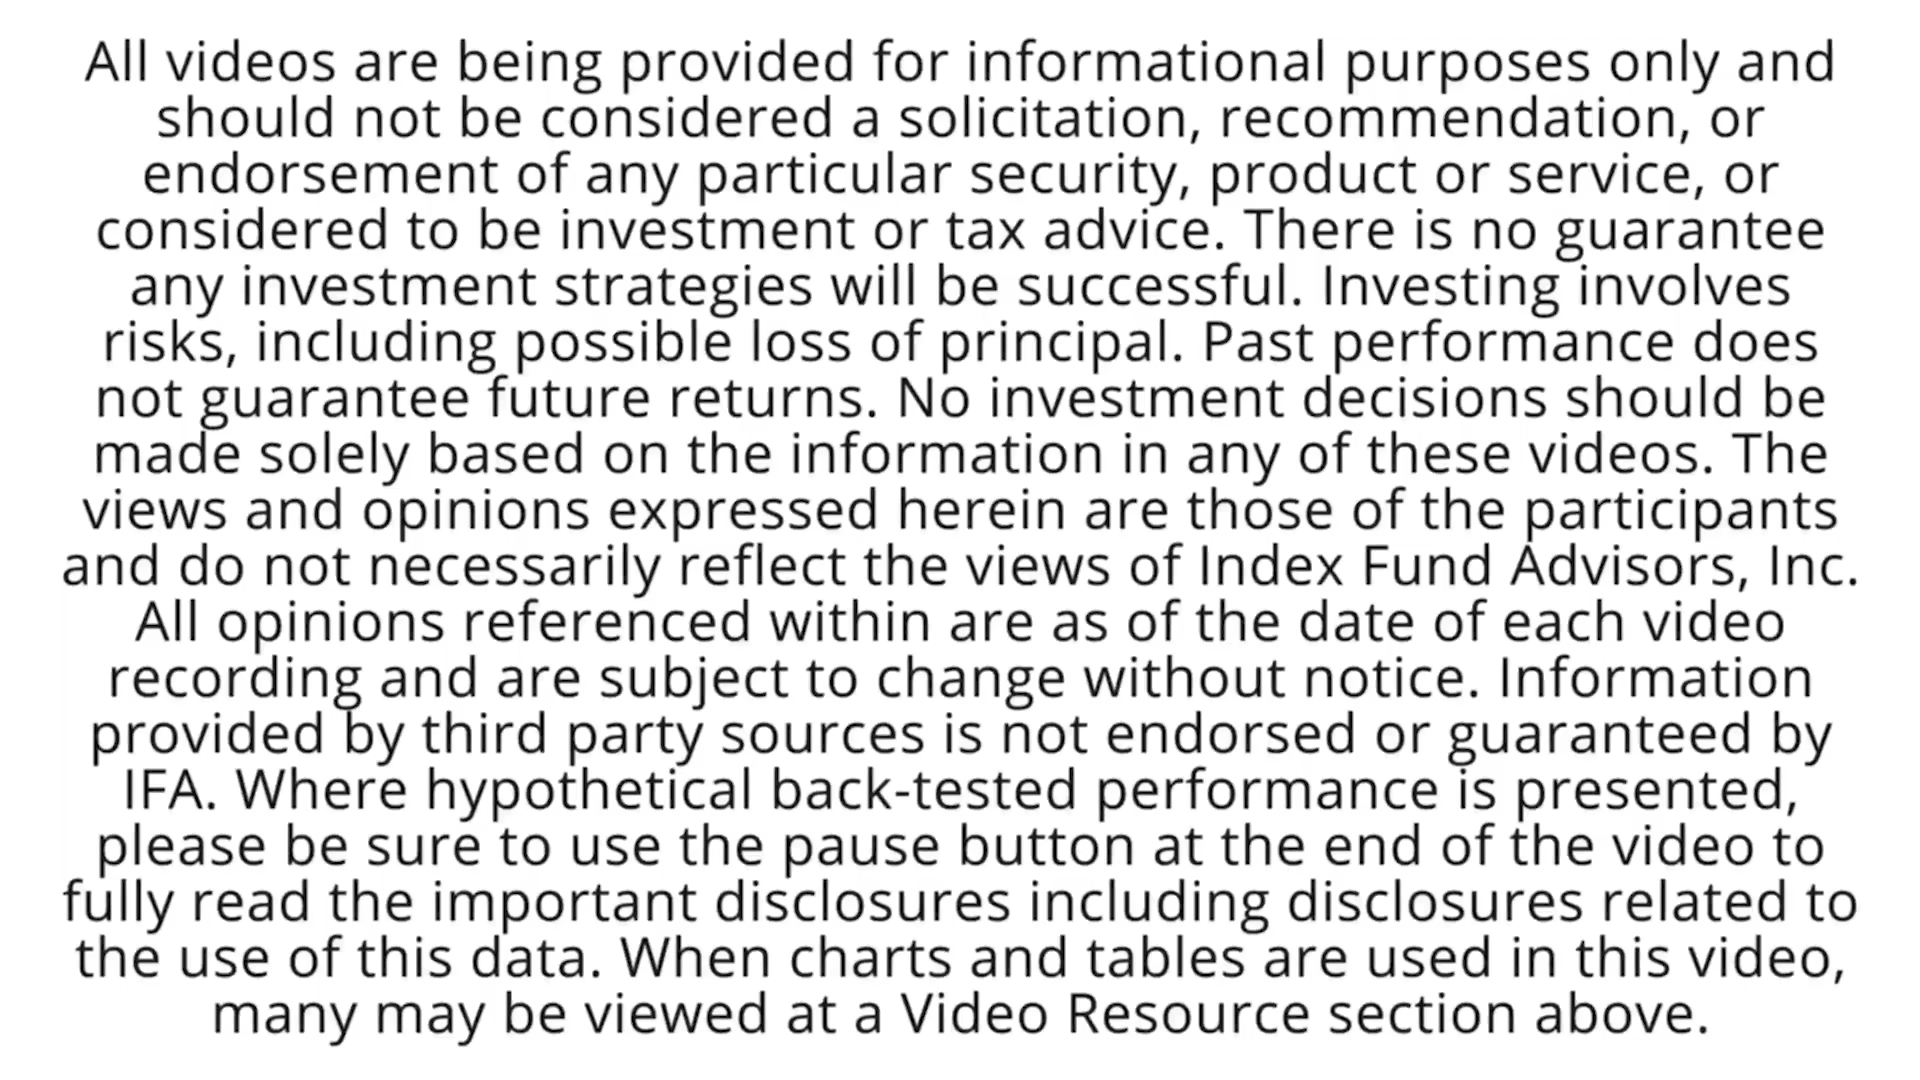 All videos are being provided for informational purposes only and
should not be considered a solicitation, recommendation, or
endorsement of any particular security, product or service, or
considered to be investment or tax advice. There is no guarantee
any investment strategies will be successful. Investing involves
risks, including possible loss of principal. Past performance does
not guarantee future returns. No investment decisions should be
made solely based on the information in any of these videos. The
views and opinions expressed herein are those of the participants
and do not necessarily reflect the views of Index Fund Advisors, Inc.
All opinions referenced within are as of the date of each video
recording and are subject to change without notice. Information
provided by third party sources is not endorsed or guaranteed by
IFA. Where hypothetical back-tested performance is presented,
please be sure to use the pause button at the end of the video to
fully read the important disclosures including disclosures related to
the use of this data. When charts and tables are used in this video,
many may be viewed at a Video Resource section above.